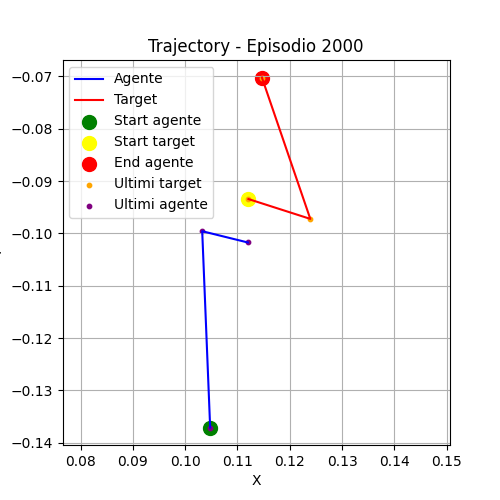 Trajectory - Episodio 2000
Agente
Target
Start agente
Start target
End agente
Ultimi target
Ultimi agente
−0.07
−0.08
−0.09
−0.10
−0.11
−0.12
−0.13
−0.14
0.08 0.09 0.10 0.11 0.12 0.13 0.14 0.15
X